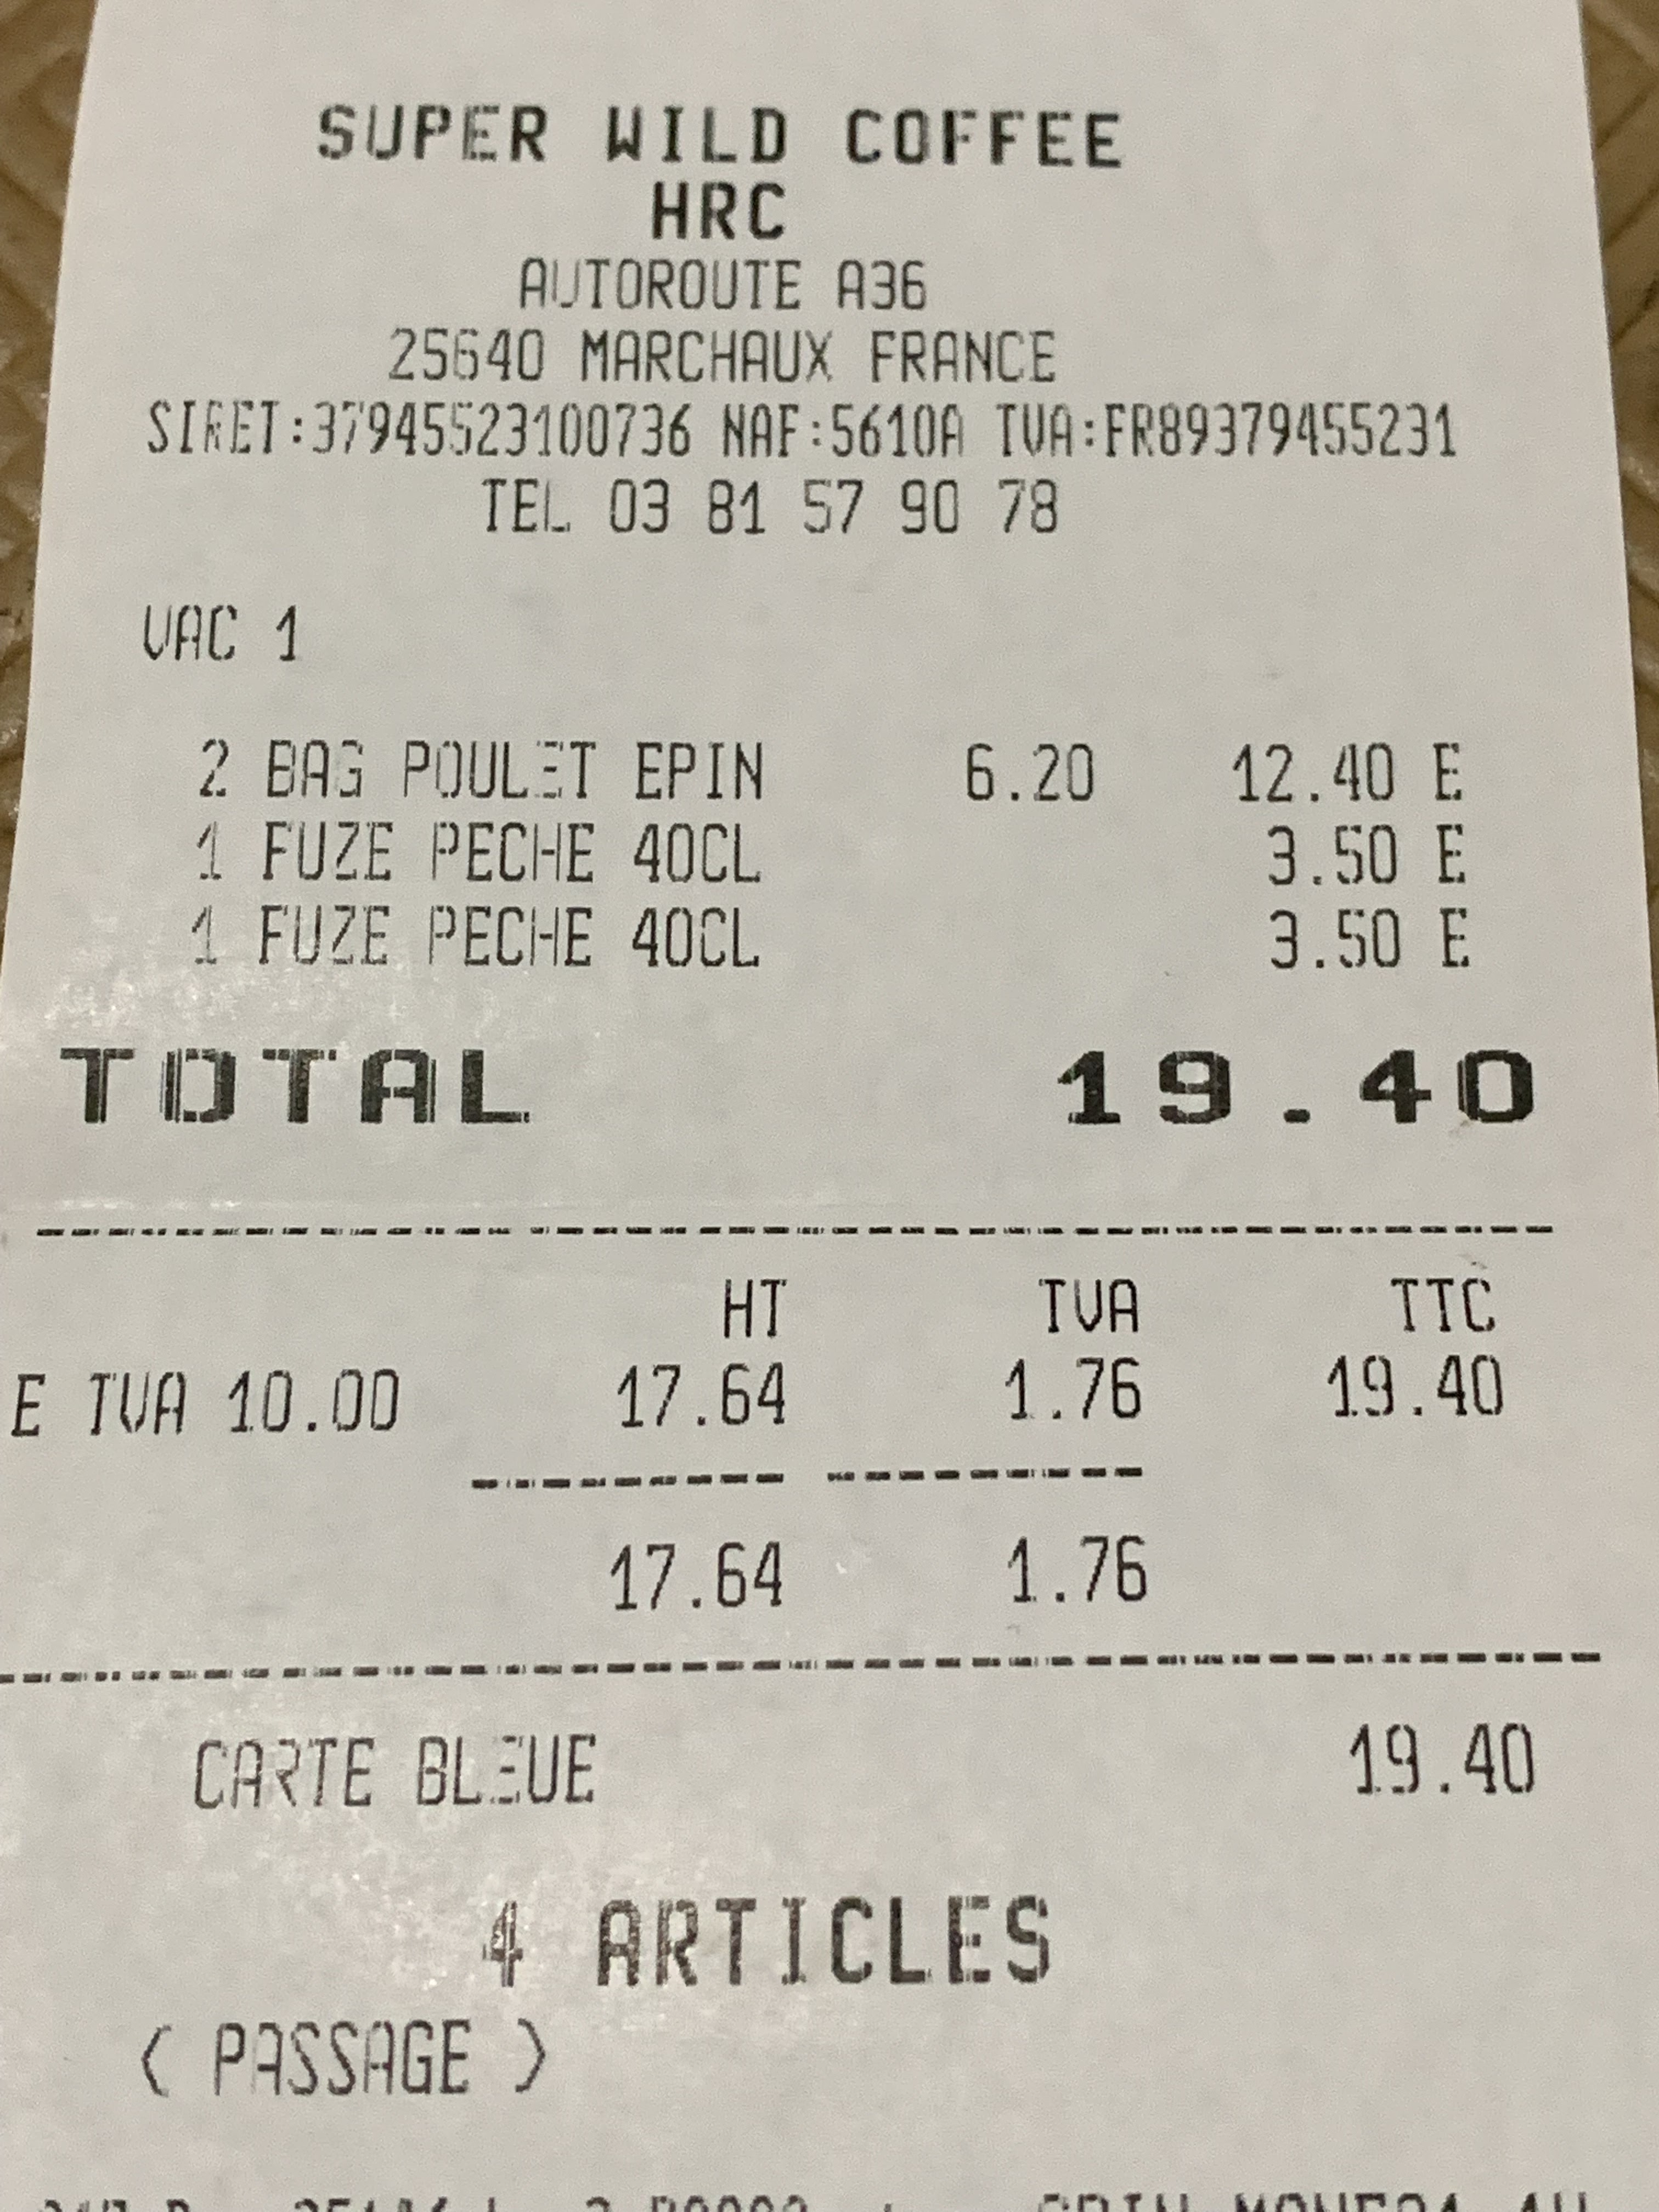 SUPER WILD COFFEE
HRC
AUTOROUTE A36
25640 MARCHAUX FRANCE
SIRET:37945523100736 NAF:5610A TVA:FR89379455231
TEL 03 81 57 90 78
VAC 1
2 BAG POULET EPIN 6.20 12.40 E
1 FUZE PECHE 40CL 3.50 E
1 FUZE PECHE 40CL 3.50 E
TOTAL 19.40
HT TVA TTC
E TVA 10.00 17.64 1.76 19.40
17.64 1.76
CARTE BLEUE 19.40
4 ARTICLES
( PASSAGE )